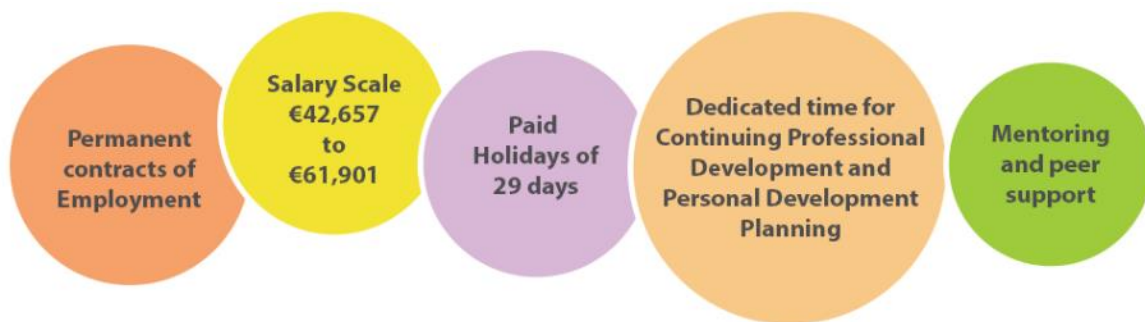 Permanent
contracts of
Employment
Salary Scale
€42,657
to
€61,901
Paid
Holidays of
29 days
Dedicated time for
Continuing Professional
Development and
Personal Development
Planning
Mentoring
and peer
support